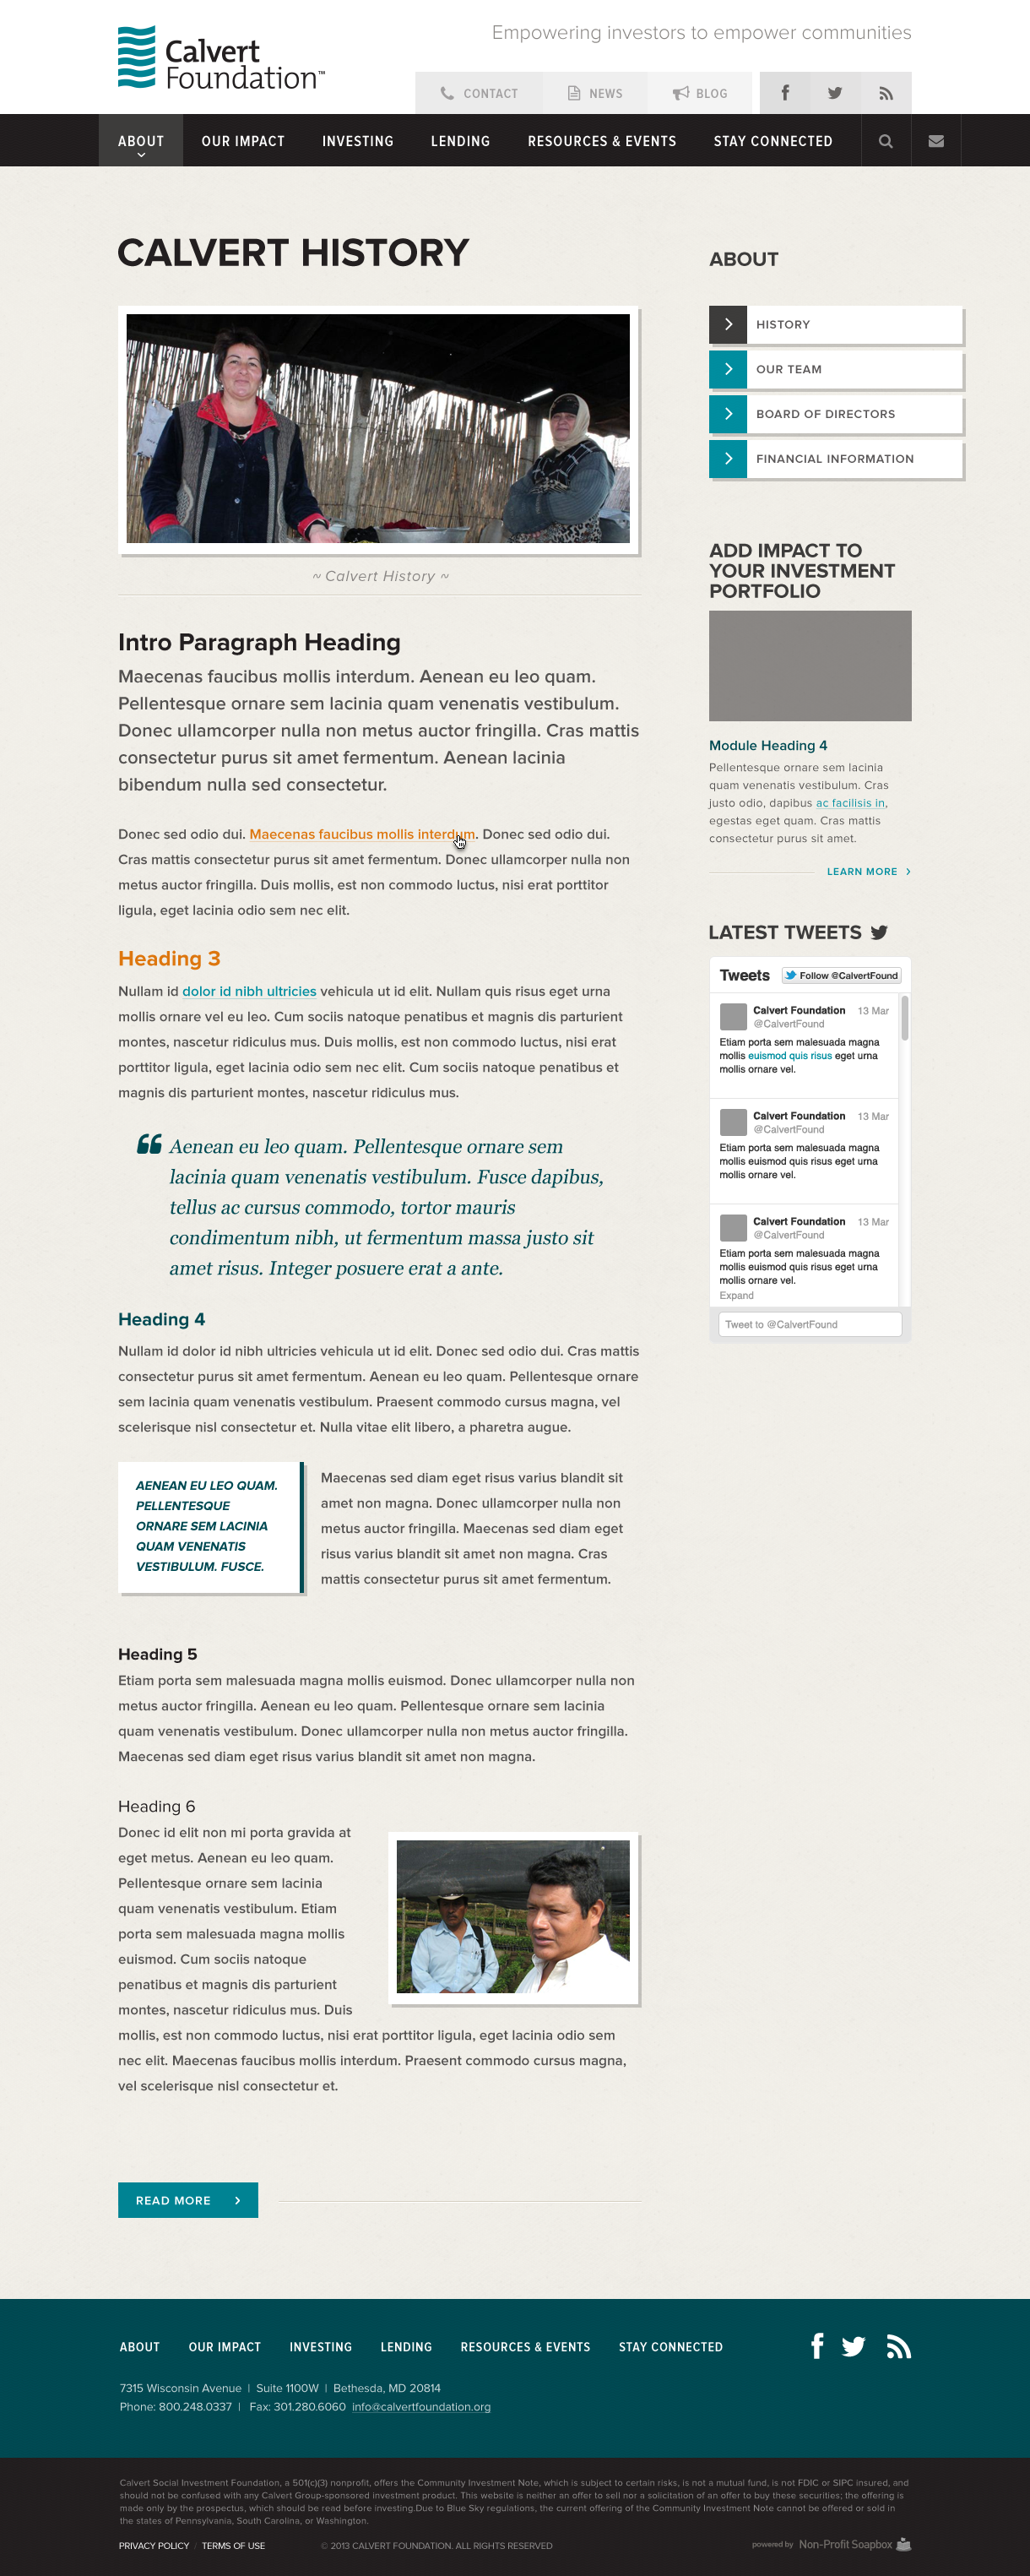 Calvert
Foundation™
Empowering investors to empower communities
CONTACT
NEWS
BLOG
ABOUT
OUR IMPACT
INVESTING
LENDING
RESOURCES & EVENTS
STAY CONNECTED
CALVERT HISTORY
~ Calvert History ~
Intro Paragraph Heading
Maecenas faucibus mollis interdum. Aenean eu leo quam.
Pellentesque ornare sem lacinia quam venenatis vestibulum.
Donec ullamcorper nulla non metus auctor fringilla. Cras mattis
consectetur purus sit amet fermentum. Aenean lacinia
bibendum nulla sed consectetur.
Donec sed odio dui. Maecenas faucibus mollis interdum. Donec sed odio dui.
Cras mattis consectetur purus sit amet fermentum. Donec ullamcorper nulla non
metus auctor fringilla. Duis mollis, est non commodo luctus, nisi erat porttitor
ligula, eget lacinia odio sem nec elit.
Heading 3
Nullam id dolor id nibh ultricies vehicula ut id elit. Nullam quis risus eget urna
mollis ornare vel eu leo. Cum sociis natoque penatibus et magnis dis parturient
montes, nascetur ridiculus mus. Duis mollis, est non commodo luctus, nisi erat
porttitor ligula, eget lacinia odio sem nec elit. Cum sociis natoque penatibus et
magnis dis parturient montes, nascetur ridiculus mus.
“ Aenean eu leo quam. Pellentesque ornare sem
lacinia quam venenatis vestibulum. Fusce dapibus,
tellus ac cursus commodo, tortor mauris
condimentum nibh, ut fermentum massa justo sit
amet risus. Integer posuere erat a ante.
Heading 4
Nullam id dolor id nibh ultricies vehicula ut id elit. Donec sed odio dui. Cras mattis
consectetur purus sit amet fermentum. Aenean eu leo quam. Pellentesque ornare
sem lacinia quam venenatis vestibulum. Praesent commodo cursus magna, vel
scelerisque nisl consectetur et. Nulla vitae elit libero, a pharetra augue.
AENEAN EU LEO QUAM.
PELLENTESQUE
ORNARE SEM LACINIA
QUAM VENENATIS
VESTIBULUM. FUSCE.
Maecenas sed diam eget risus varius blandit sit
amet non magna. Donec ullamcorper nulla non
metus auctor fringilla. Maecenas sed diam eget
risus varius blandit sit amet non magna. Cras
mattis consectetur purus sit amet fermentum.
Heading 5
Etiam porta sem malesuada magna mollis euismod. Donec ullamcorper nulla non
metus auctor fringilla. Aenean eu leo quam. Pellentesque ornare sem lacinia
quam venenatis vestibulum. Donec ullamcorper nulla non metus auctor fringilla.
Maecenas sed diam eget risus varius blandit sit amet non magna.
Heading 6
Donec id elit non mi porta gravida at
eget metus. Aenean eu leo quam.
Pellentesque ornare sem lacinia
quam venenatis vestibulum. Etiam
porta sem malesuada magna mollis
euismod. Cum sociis natoque
penatibus et magnis dis parturient
montes, nascetur ridiculus mus. Duis
mollis, est non commodo luctus, nisi erat porttitor ligula, eget lacinia odio sem
nec elit. Maecenas faucibus mollis interdum. Praesent commodo cursus magna,
vel scelerisque nisl consectetur et.
READ MORE
ABOUT
HISTORY
OUR TEAM
BOARD OF DIRECTORS
FINANCIAL INFORMATION
ADD IMPACT TO
YOUR INVESTMENT
PORTFOLIO
Module Heading 4
Pellentesque ornare sem lacinia
quam venenatis vestibulum. Cras
justo odio, dapibus ac facilisis in,
egestas eget quam. Cras mattis
consectetur purus sit amet.
LEARN MORE
LATEST TWEETS
Tweets
Follow @CalvertFound
Calvert Foundation 13 Mar
@CalvertFound
Etiam porta sem malesuada magna
mollis euismod quis risus eget urna
mollis ornare vel.
Calvert Foundation 13 Mar
@CalvertFound
Etiam porta sem malesuada magna
mollis euismod quis risus eget urna
mollis ornare vel.
Calvert Foundation 13 Mar
@CalvertFound
Etiam porta sem malesuada magna
mollis euismod quis risus eget urna
mollis ornare vel.
Expand
Tweet to @CalvertFound
ABOUT
OUR IMPACT
INVESTING
LENDING
RESOURCES & EVENTS
STAY CONNECTED
7315 Wisconsin Avenue | Suite 1100W | Bethesda, MD 20814
Phone: 800.248.0337 | Fax: 301.280.6060 info@calvertfoundation.org
Calvert Social Investment Foundation, a 501(c)(3) nonprofit, offers the Community Investment Note, which is subject to certain risks, is not a mutual fund, is not FDIC or SIPC insured, and
should not be confused with any Calvert Group-sponsored investment product. This website is neither an offer to sell nor a solicitation of an offer to buy these securities; the offering is
made only by the prospectus, which should be read before investing.Due to Blue Sky regulations, the current offering of the Community Investment Note cannot be offered or sold in
the states of Pennsylvania, South Carolina, or Washington.
PRIVACY POLICY / TERMS OF USE
© 2013 CALVERT FOUNDATION. ALL RIGHTS RESERVED
powered by Non-Profit Soapbox